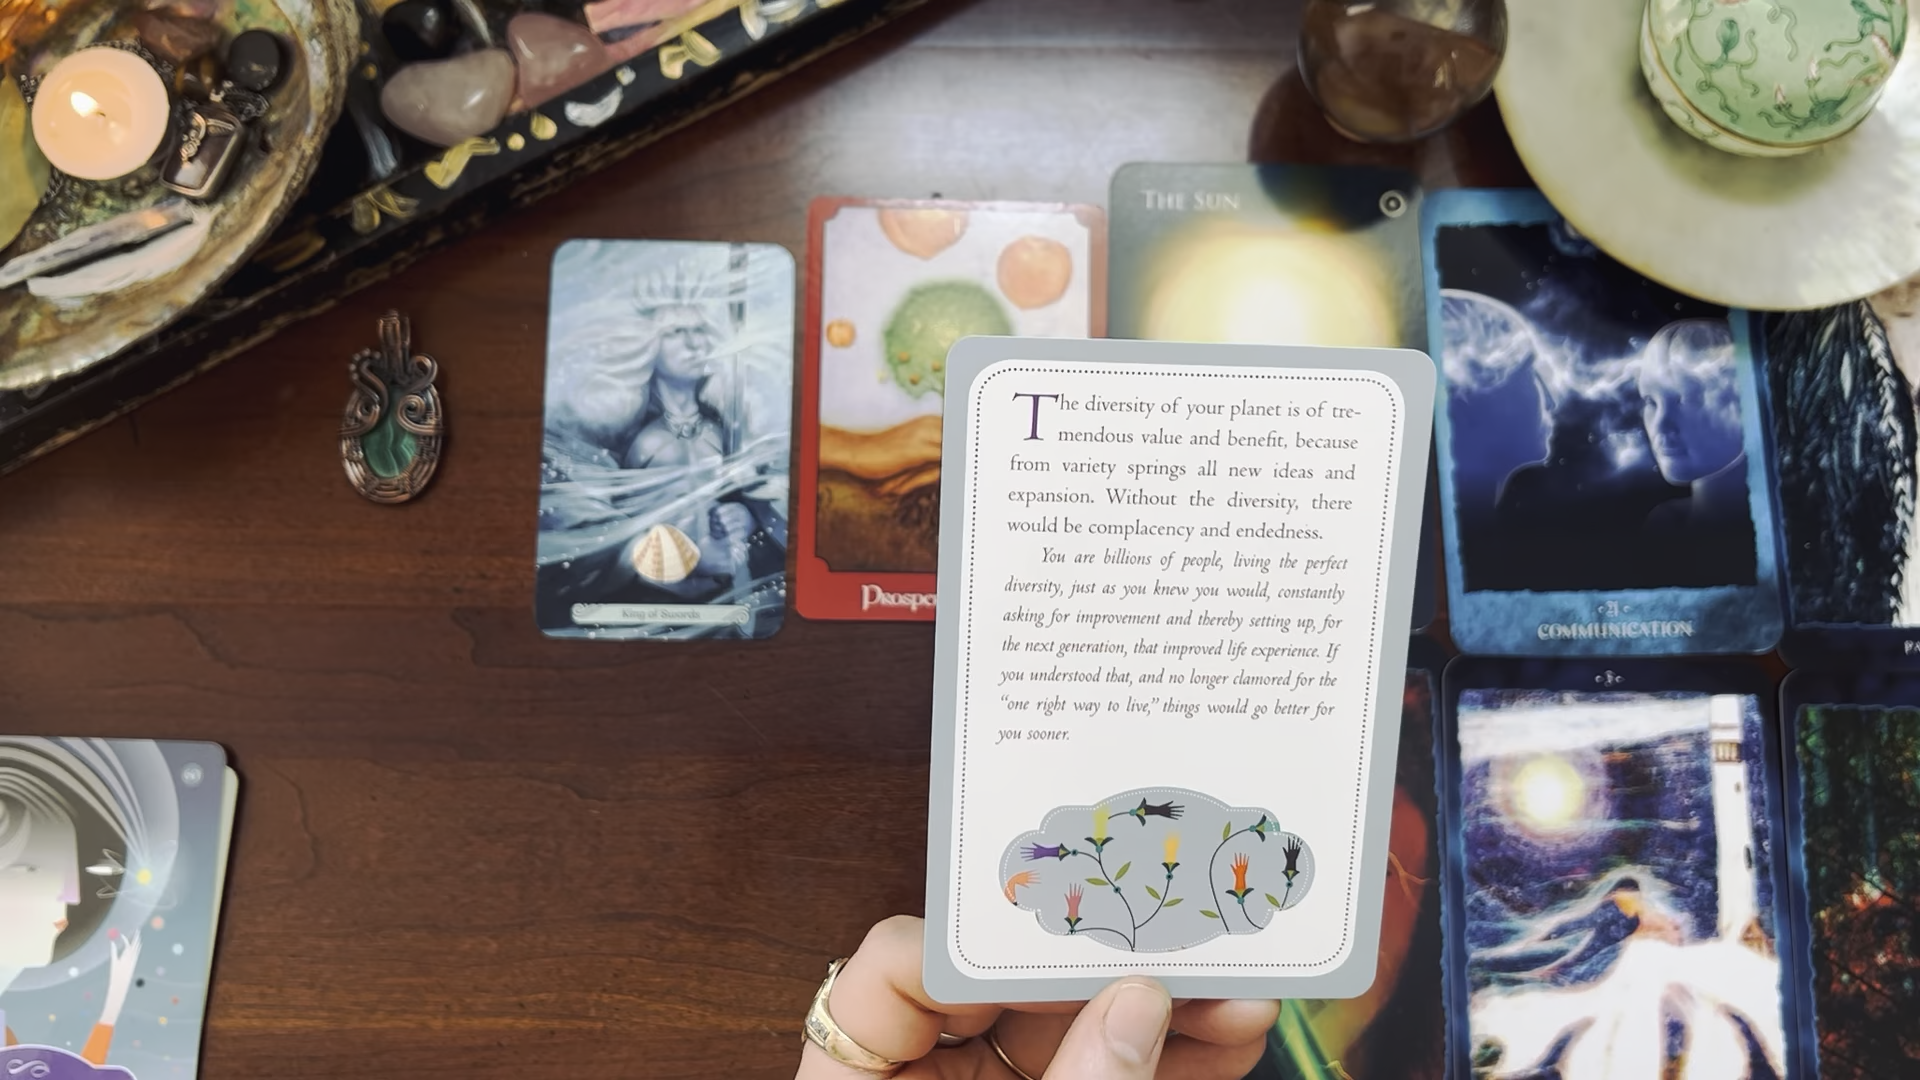 THE SUN
King of Swords
PROSPE
The diversity of your planet is of tre-
mendous value and benefit, because
from variety springs all new ideas and
expansion. Without the diversity, there
would be complacency and endedness.
You are billions of people, living the perfect
diversity, just as you knew you would, constantly
asking for improvement and thereby setting up, for
the next generation, that improved life experience. If
you understood that, and no longer clamored for the
“one right way to live,” things would go better for
you sooner.
COMMUNICATION